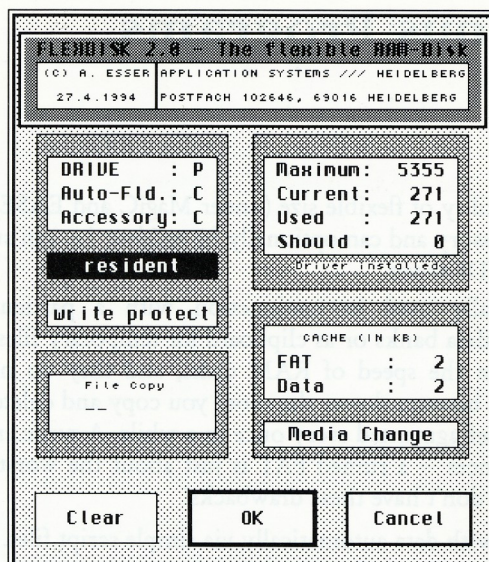 FLEXDISK 2.0 - The flexible RAM-Disk
(C) A. ESSER APPLICATION SYSTEMS /// HEIDELBERG
27.4.1994 POSTFACH 102646, 69016 HEIDELBERG
DRIVE : P
Auto-Fld.: C
Accessory: C
resident
write protect
File Copy
__
Maximum: 5355
Current: 271
Used 271
Should 0
Driver installed
CACHE (IN KB)
FAT : 2
Data : 2
Media Change
Clear
OK
Cancel